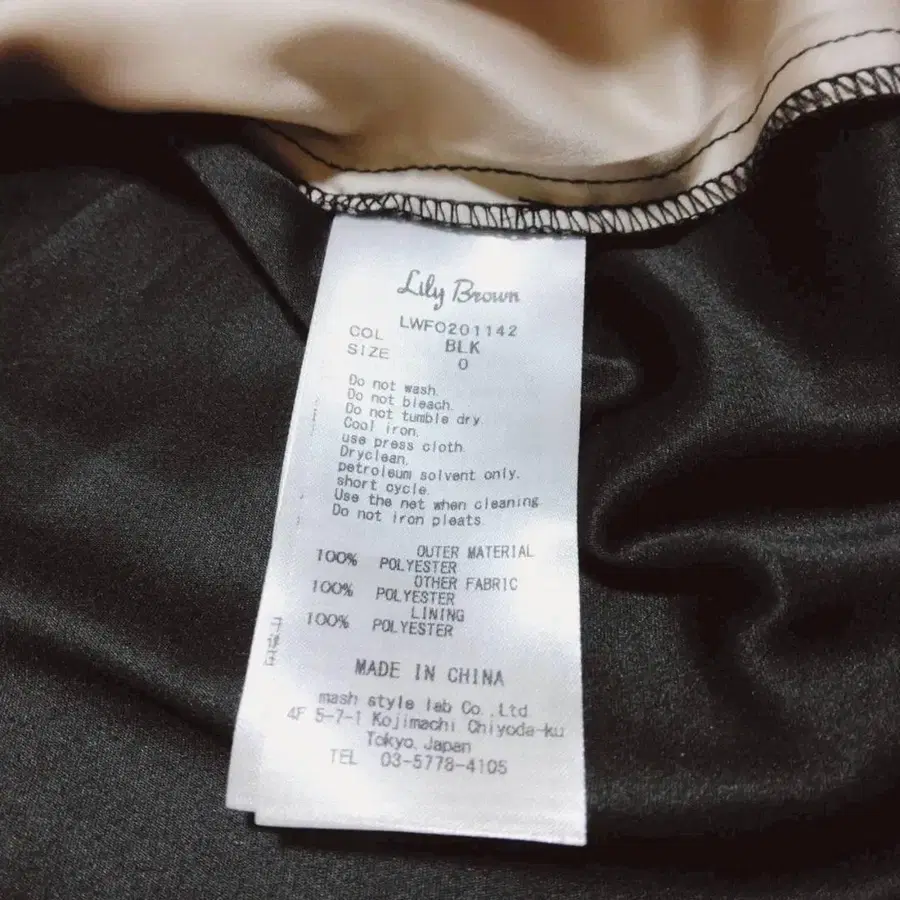 Lily Brown
LWFO201142
COL BLK
SIZE 0
Do not wash.
Do not bleach.
Do not tumble dry.
Cool iron.
use press cloth.
Dryclean.
petroleum solvent only.
short cycle.
Use the net when cleaning
Do not iron pleats.
OUTER MATERIAL
100% POLYESTER
OTHER FABRIC
100% POLYESTER
LINING
100% POLYESTER
MADE IN CHINA
mash style lab Co.,Ltd
4F 5-7-1 Kojimachi Chiyoda-ku
Tokyo, Japan
TEL 03-5778-4105